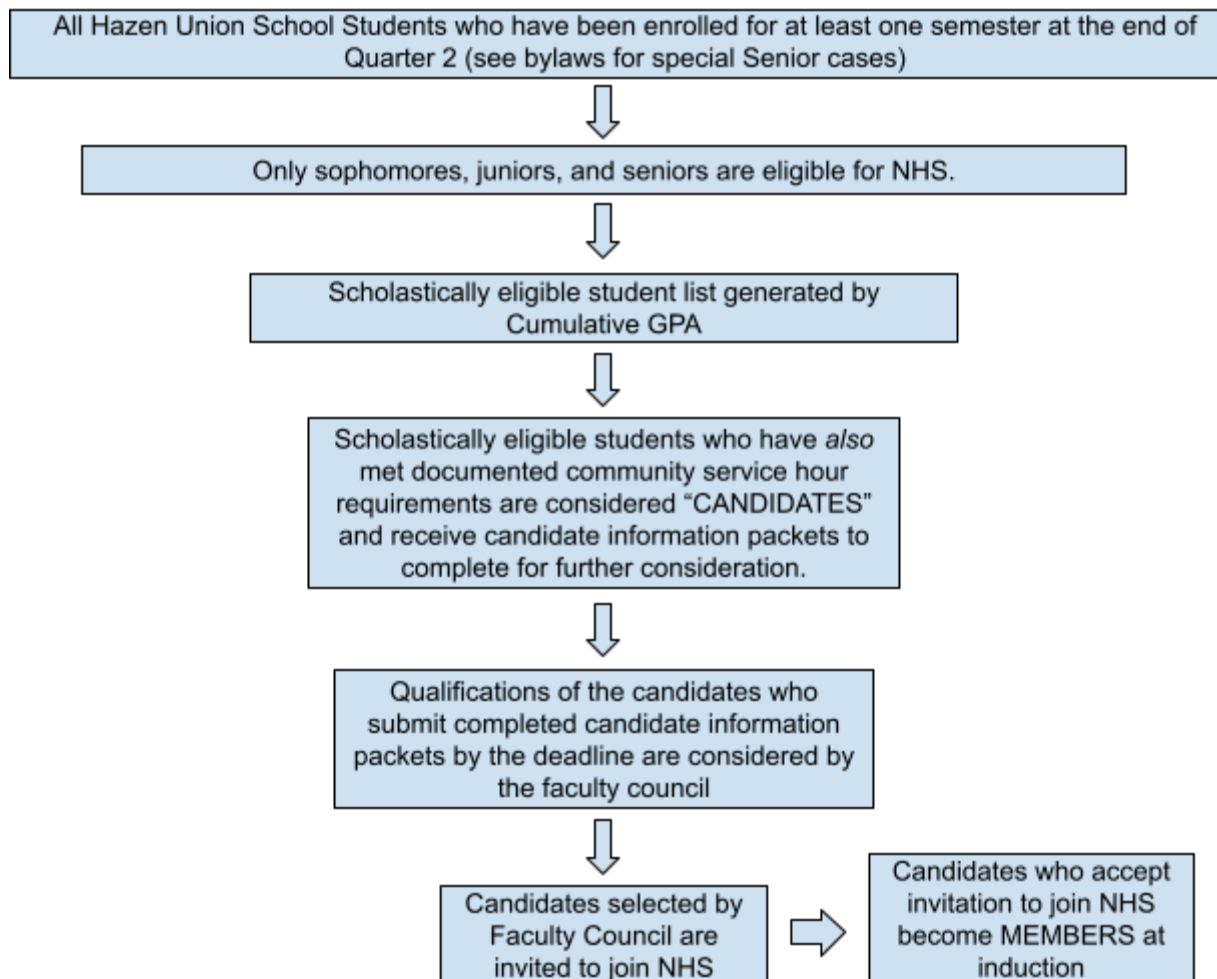 All Hazen Union School Students who have been enrolled for at least one semester at the end of
Quarter 2 (see bylaws for special Senior cases)
Only sophomores, juniors, and seniors are eligible for NHS.
Scholastically eligible student list generated by
Cumulative GPA
Scholastically eligible students who have also
met documented community service hour
requirements are considered “CANDIDATES”
and receive candidate information packets to
complete for further consideration.
Qualifications of the candidates who
submit completed candidate information
packets by the deadline are considered by
the faculty council
Candidates selected by
Faculty Council are
invited to join NHS
Candidates who accept
invitation to join NHS
become MEMBERS at
induction